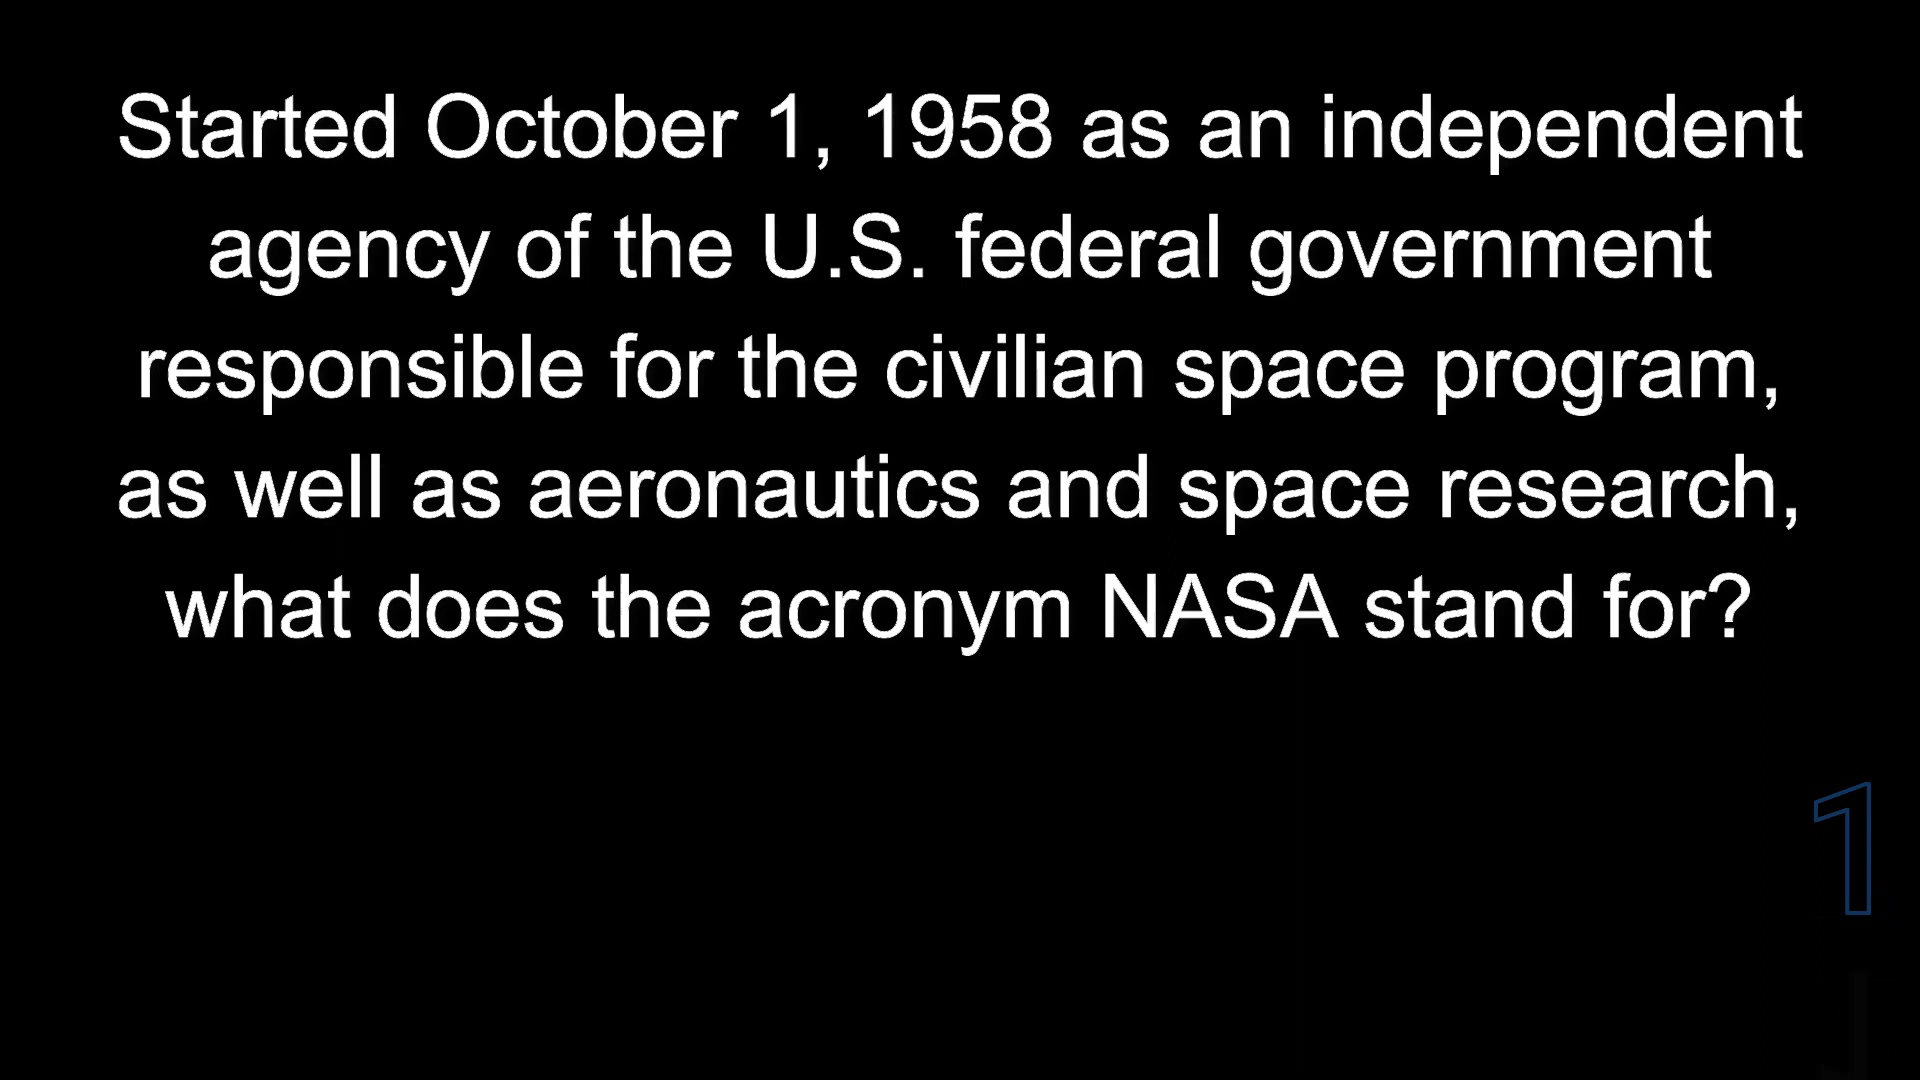 Started October 1, 1958 as an independent
agency of the U.S. federal government
responsible for the civilian space program,
as well as aeronautics and space research,
what does the acronym NASA stand for?
1